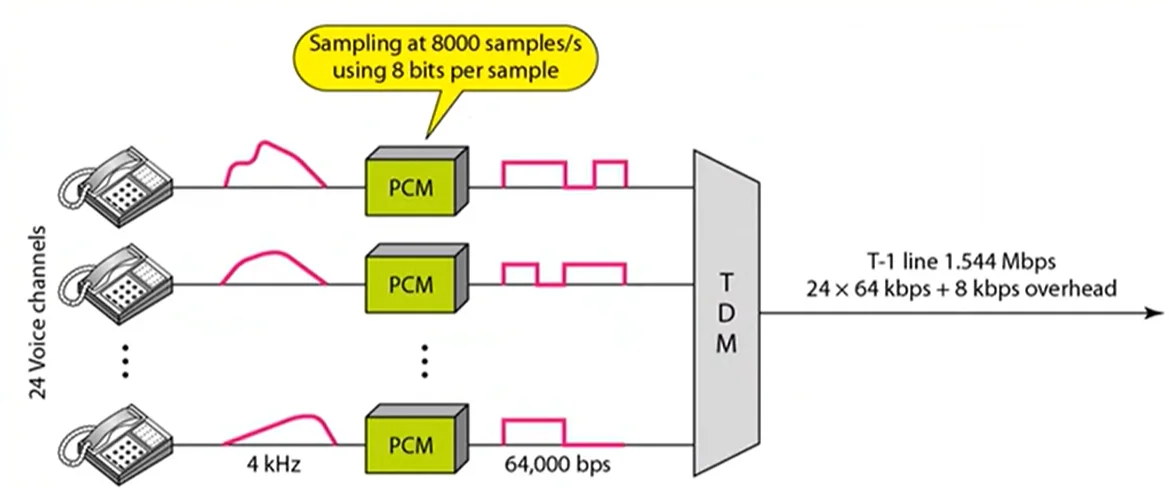 Sampling at 8000 samples/s
using 8 bits per sample
24 Voice channels
PCM
PCM
PCM
4 kHz
64,000 bps
T
D
M
T-1 line 1.544 Mbps
24 × 64 kbps + 8 kbps overhead